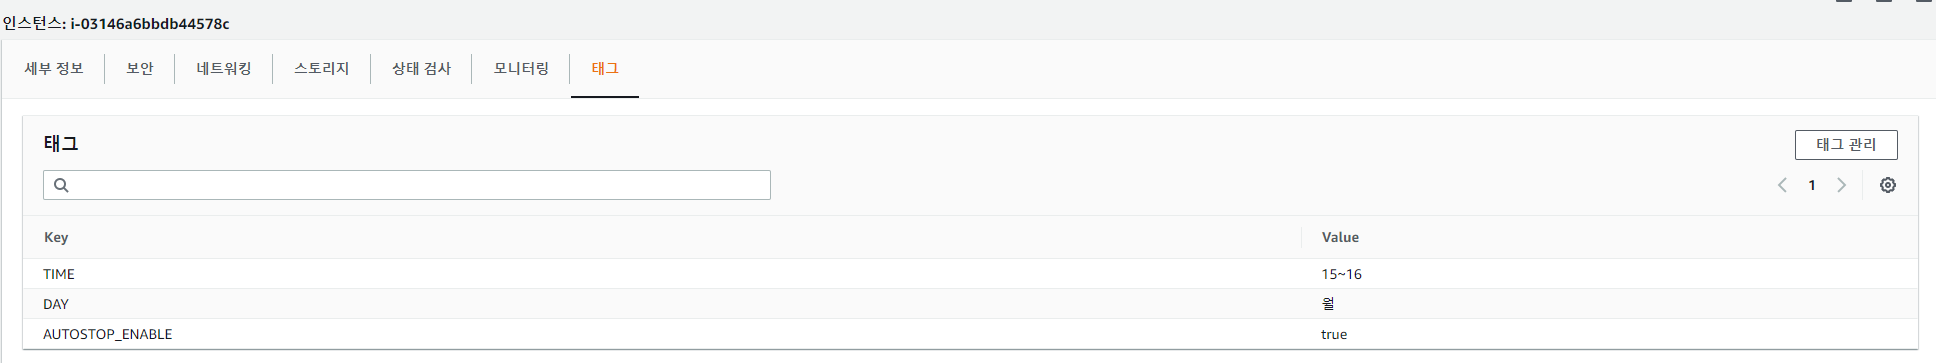 인스턴스: i-03146a6bbdb44578c
세부 정보 보안 네트워킹 스토리지 상태 검사 모니터링 태그
태그 태그 관리
1
Key Value
TIME 15~16
DAY 월
AUTOSTOP_ENABLE true